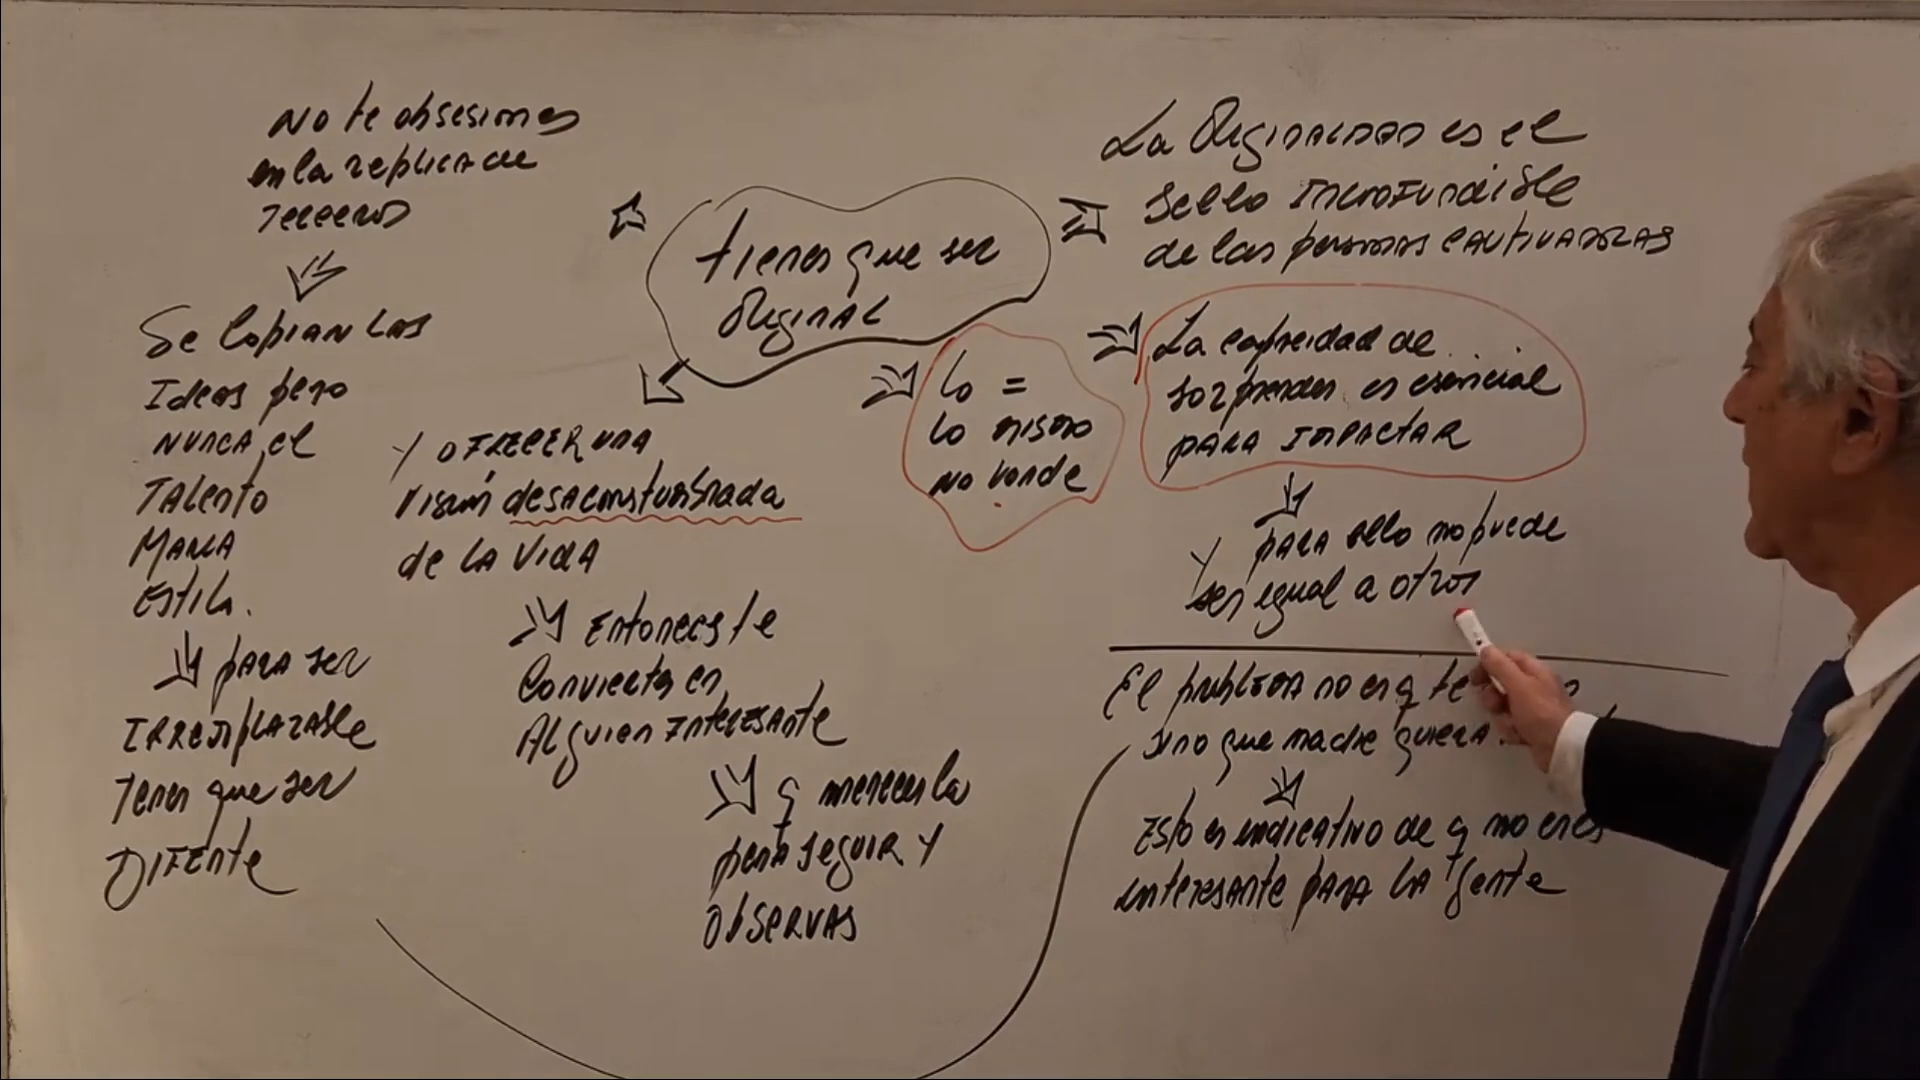 No te obsesiones
en la replica de
Terceros
Se Copian las
Ideas pero
NUNCA el
TALENTO
MARCA
Estilo.
para ser
IRREMPLAZABLE
Tenes que ser
DIFEnte
tienes que ser
ORIGINAL
Y OFRECER UNA
Visión desacostumbrada
de LA VIDA
Entonces te
Conviertes en
ALguien INTERESANTE
q mereces la
pena seguir Y
ObSERVAS
Lo =
Lo mismo
no vende
La ORIGINALIDAD es el
Sello Inconfundible
de las personas CAUTIVADORAS
La capacidad de
sorprender es esencial
para IMPACTAR
Y para ello no puede
ser igual a otros
El problema no es q te
sino que nadie quiera
Esto es indicativo de q no eres
INTERESANTE para LA gente